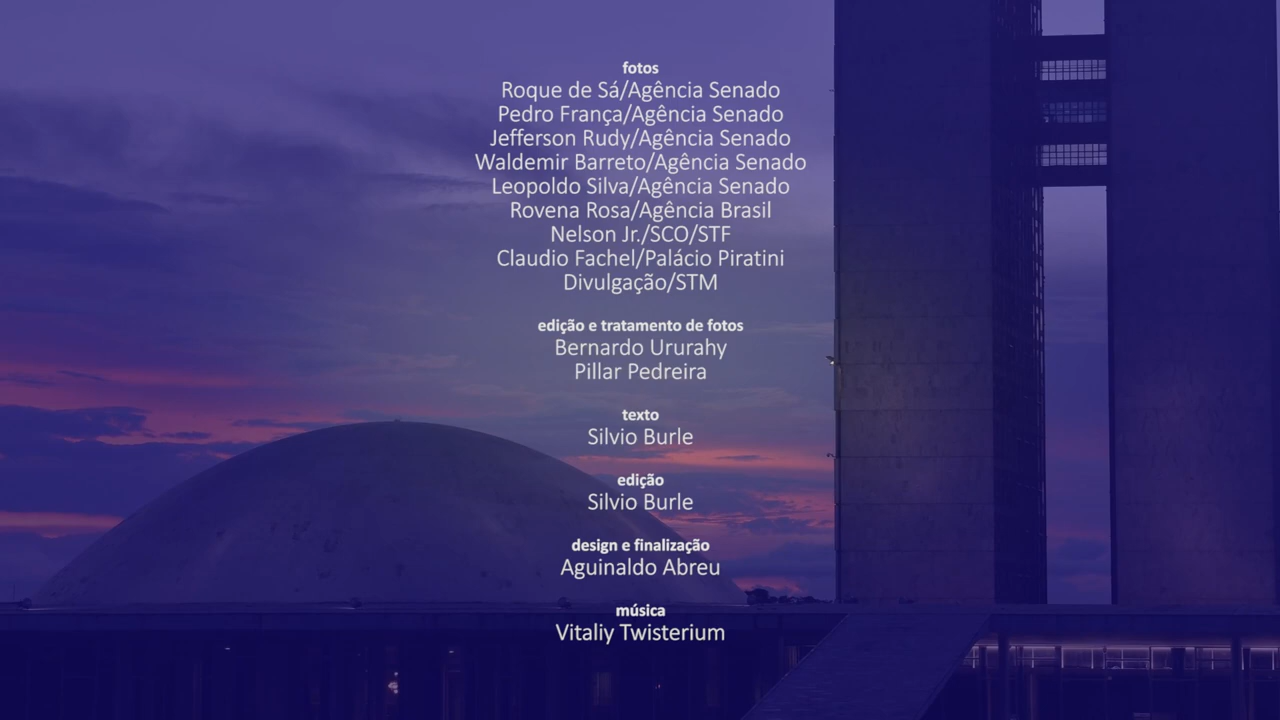 fotos
Roque de Sá/Agência Senado
Pedro França/Agência Senado
Jefferson Rudy/Agência Senado
Waldemir Barreto/Agência Senado
Leopoldo Silva/Agência Senado
Rovena Rosa/Agência Brasil
Nelson Jr./SCO/STF
Claudio Fachel/Palácio Piratini
Divulgação/STM
edição e tratamento de fotos
Bernardo Ururahy
Pillar Pedreira
texto
Silvio Burle
edição
Silvio Burle
design e finalização
Aguinaldo Abreu
música
Vitaliy Twisterium